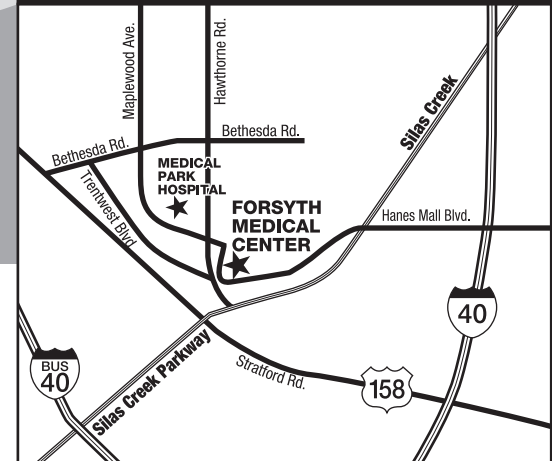 Maplewood Ave.
Hawthorne Rd.
Bethesda Rd.
Bethesda Rd.
Silas Creek
MEDICAL
PARK
HOSPITAL
Trentwest Blvd
FORSYTH
MEDICAL
CENTER
Hanes Mall Blvd.
40
BUS
40
Silas Creek Parkway
Stratford Rd.
158